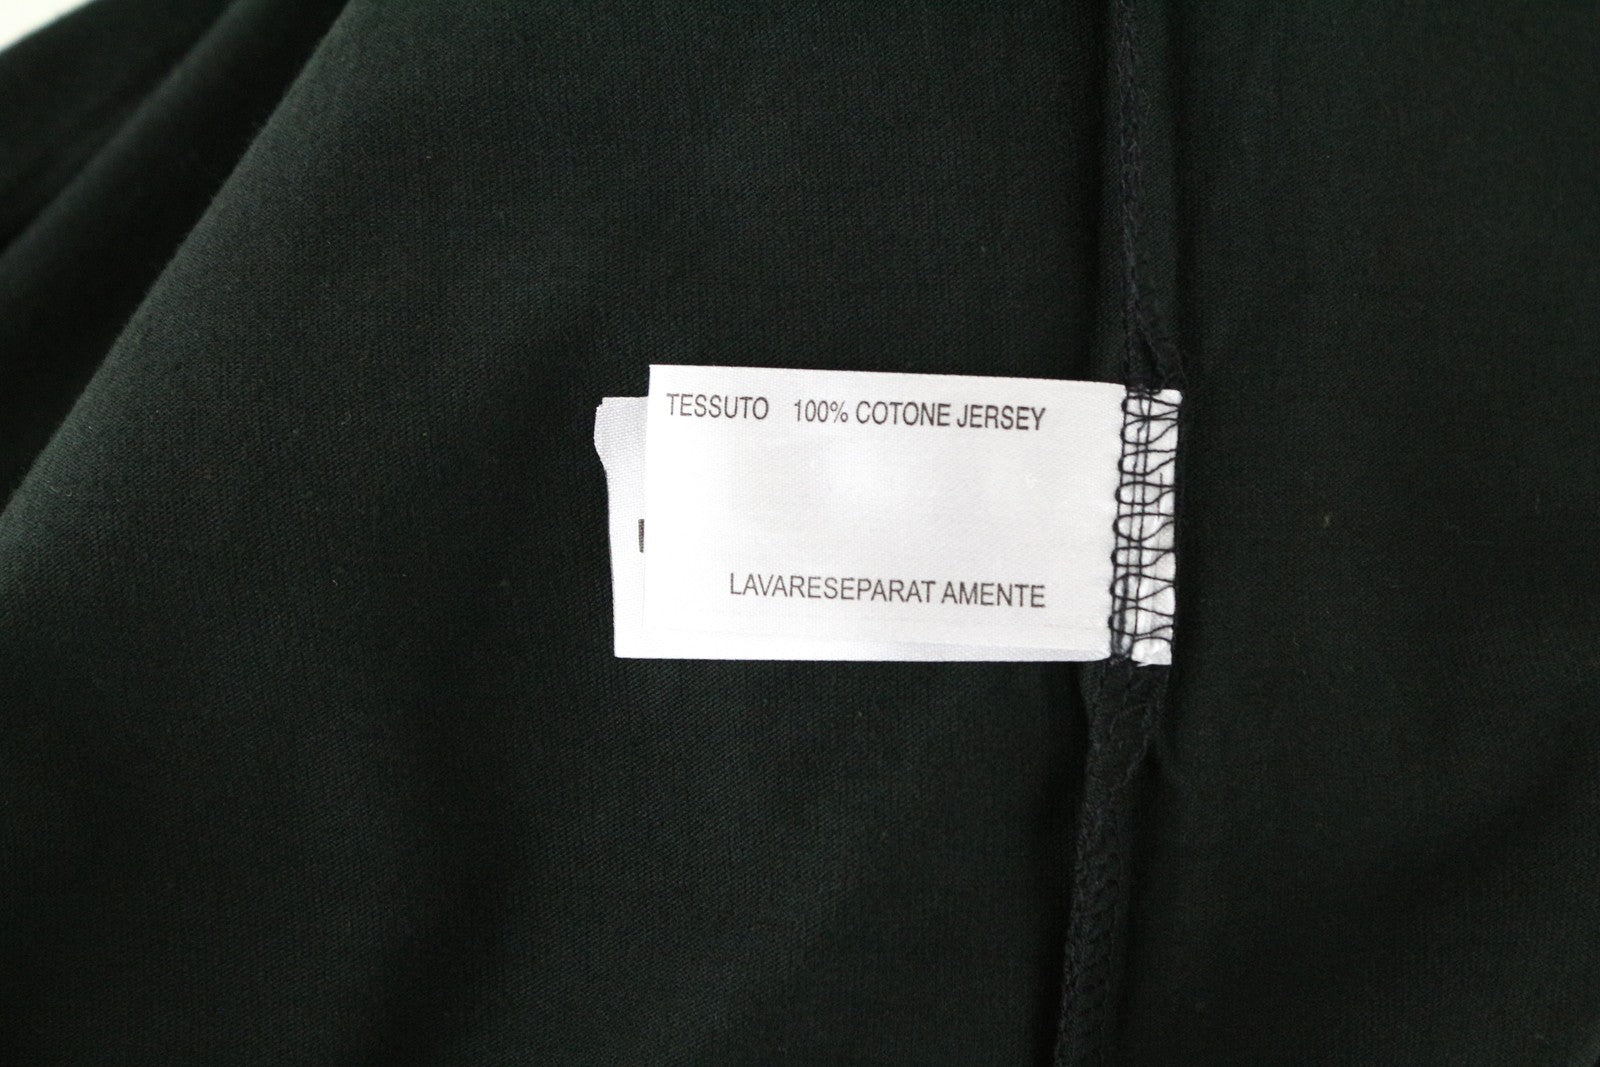 TESSUTO 100% COTONE JERSEY
LAVARESEPARAT AMENTE